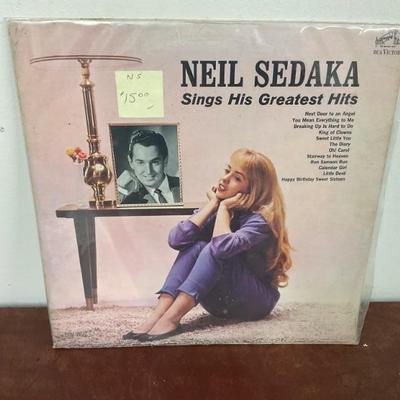 RCA VICTOR
NS
$15.00
NEIL SEDAKA
Sings His Greatest Hits
Next Door to an Angel
You Mean Everything to Me
Breaking Up Is Hard to Do
King of Clowns
Sweet Little You
The Diary
Oh! Carol
Stairway to Heaven
Run Samson Run
Calendar Girl
Little Devil
Happy Birthday Sweet Sixteen